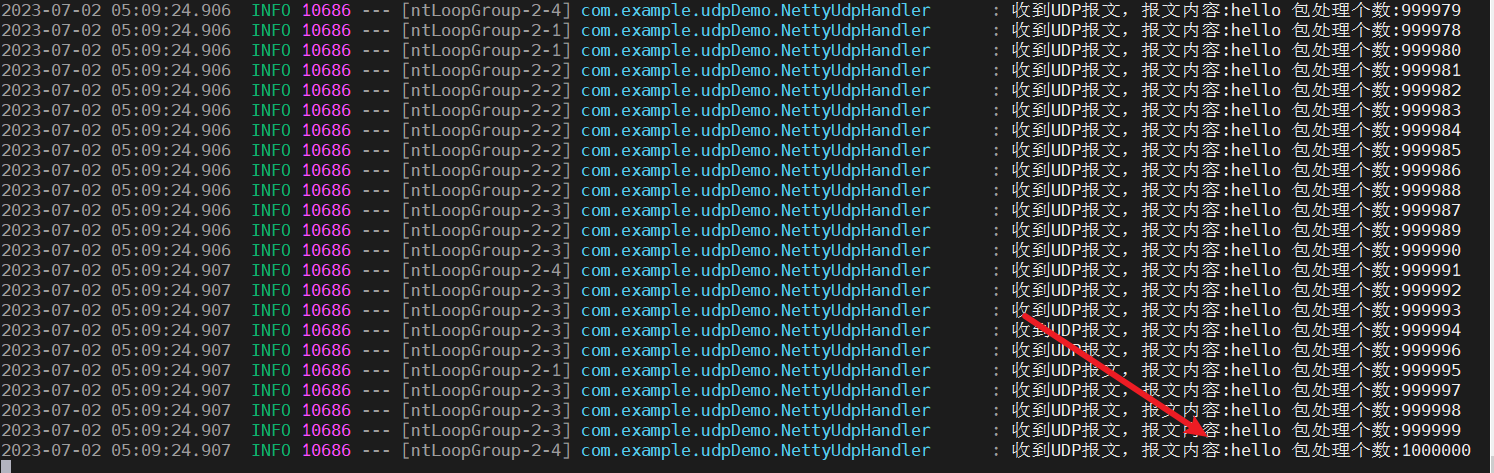 2023-07-02 05:09:24.906 INFO 10686 --- [ntLoopGroup-2-4] com.example.udpDemo.NettyUdpHandler : 收到UDP报文，报文内容:hello 包处理个数:999979
2023-07-02 05:09:24.906 INFO 10686 --- [ntLoopGroup-2-1] com.example.udpDemo.NettyUdpHandler : 收到UDP报文，报文内容:hello 包处理个数:999978
2023-07-02 05:09:24.906 INFO 10686 --- [ntLoopGroup-2-1] com.example.udpDemo.NettyUdpHandler : 收到UDP报文，报文内容:hello 包处理个数:999980
2023-07-02 05:09:24.906 INFO 10686 --- [ntLoopGroup-2-2] com.example.udpDemo.NettyUdpHandler : 收到UDP报文，报文内容:hello 包处理个数:999981
2023-07-02 05:09:24.906 INFO 10686 --- [ntLoopGroup-2-2] com.example.udpDemo.NettyUdpHandler : 收到UDP报文，报文内容:hello 包处理个数:999982
2023-07-02 05:09:24.906 INFO 10686 --- [ntLoopGroup-2-2] com.example.udpDemo.NettyUdpHandler : 收到UDP报文，报文内容:hello 包处理个数:999983
2023-07-02 05:09:24.906 INFO 10686 --- [ntLoopGroup-2-2] com.example.udpDemo.NettyUdpHandler : 收到UDP报文，报文内容:hello 包处理个数:999984
2023-07-02 05:09:24.906 INFO 10686 --- [ntLoopGroup-2-2] com.example.udpDemo.NettyUdpHandler : 收到UDP报文，报文内容:hello 包处理个数:999985
2023-07-02 05:09:24.906 INFO 10686 --- [ntLoopGroup-2-2] com.example.udpDemo.NettyUdpHandler : 收到UDP报文，报文内容:hello 包处理个数:999986
2023-07-02 05:09:24.906 INFO 10686 --- [ntLoopGroup-2-2] com.example.udpDemo.NettyUdpHandler : 收到UDP报文，报文内容:hello 包处理个数:999988
2023-07-02 05:09:24.906 INFO 10686 --- [ntLoopGroup-2-3] com.example.udpDemo.NettyUdpHandler : 收到UDP报文，报文内容:hello 包处理个数:999987
2023-07-02 05:09:24.906 INFO 10686 --- [ntLoopGroup-2-2] com.example.udpDemo.NettyUdpHandler : 收到UDP报文，报文内容:hello 包处理个数:999989
2023-07-02 05:09:24.906 INFO 10686 --- [ntLoopGroup-2-3] com.example.udpDemo.NettyUdpHandler : 收到UDP报文，报文内容:hello 包处理个数:999990
2023-07-02 05:09:24.907 INFO 10686 --- [ntLoopGroup-2-4] com.example.udpDemo.NettyUdpHandler : 收到UDP报文，报文内容:hello 包处理个数:999991
2023-07-02 05:09:24.907 INFO 10686 --- [ntLoopGroup-2-3] com.example.udpDemo.NettyUdpHandler : 收到UDP报文，报文内容:hello 包处理个数:999992
2023-07-02 05:09:24.907 INFO 10686 --- [ntLoopGroup-2-3] com.example.udpDemo.NettyUdpHandler : 收到UDP报文，报文内容:hello 包处理个数:999993
2023-07-02 05:09:24.907 INFO 10686 --- [ntLoopGroup-2-3] com.example.udpDemo.NettyUdpHandler : 收到UDP报文，报文内容:hello 包处理个数:999994
2023-07-02 05:09:24.907 INFO 10686 --- [ntLoopGroup-2-3] com.example.udpDemo.NettyUdpHandler : 收到UDP报文，报文内容:hello 包处理个数:999996
2023-07-02 05:09:24.907 INFO 10686 --- [ntLoopGroup-2-1] com.example.udpDemo.NettyUdpHandler : 收到UDP报文，报文内容:hello 包处理个数:999995
2023-07-02 05:09:24.907 INFO 10686 --- [ntLoopGroup-2-3] com.example.udpDemo.NettyUdpHandler : 收到UDP报文，报文内容:hello 包处理个数:999997
2023-07-02 05:09:24.907 INFO 10686 --- [ntLoopGroup-2-3] com.example.udpDemo.NettyUdpHandler : 收到UDP报文，报文内容:hello 包处理个数:999998
2023-07-02 05:09:24.907 INFO 10686 --- [ntLoopGroup-2-3] com.example.udpDemo.NettyUdpHandler : 收到UDP报文，报文内容:hello 包处理个数:999999
2023-07-02 05:09:24.907 INFO 10686 --- [ntLoopGroup-2-4] com.example.udpDemo.NettyUdpHandler : 收到UDP报文，报文内容:hello 包处理个数:1000000